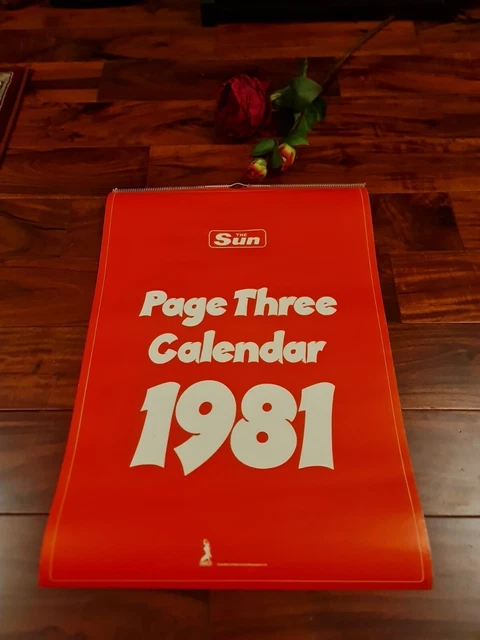 THE
Sun
Page Three
Calendar
1981